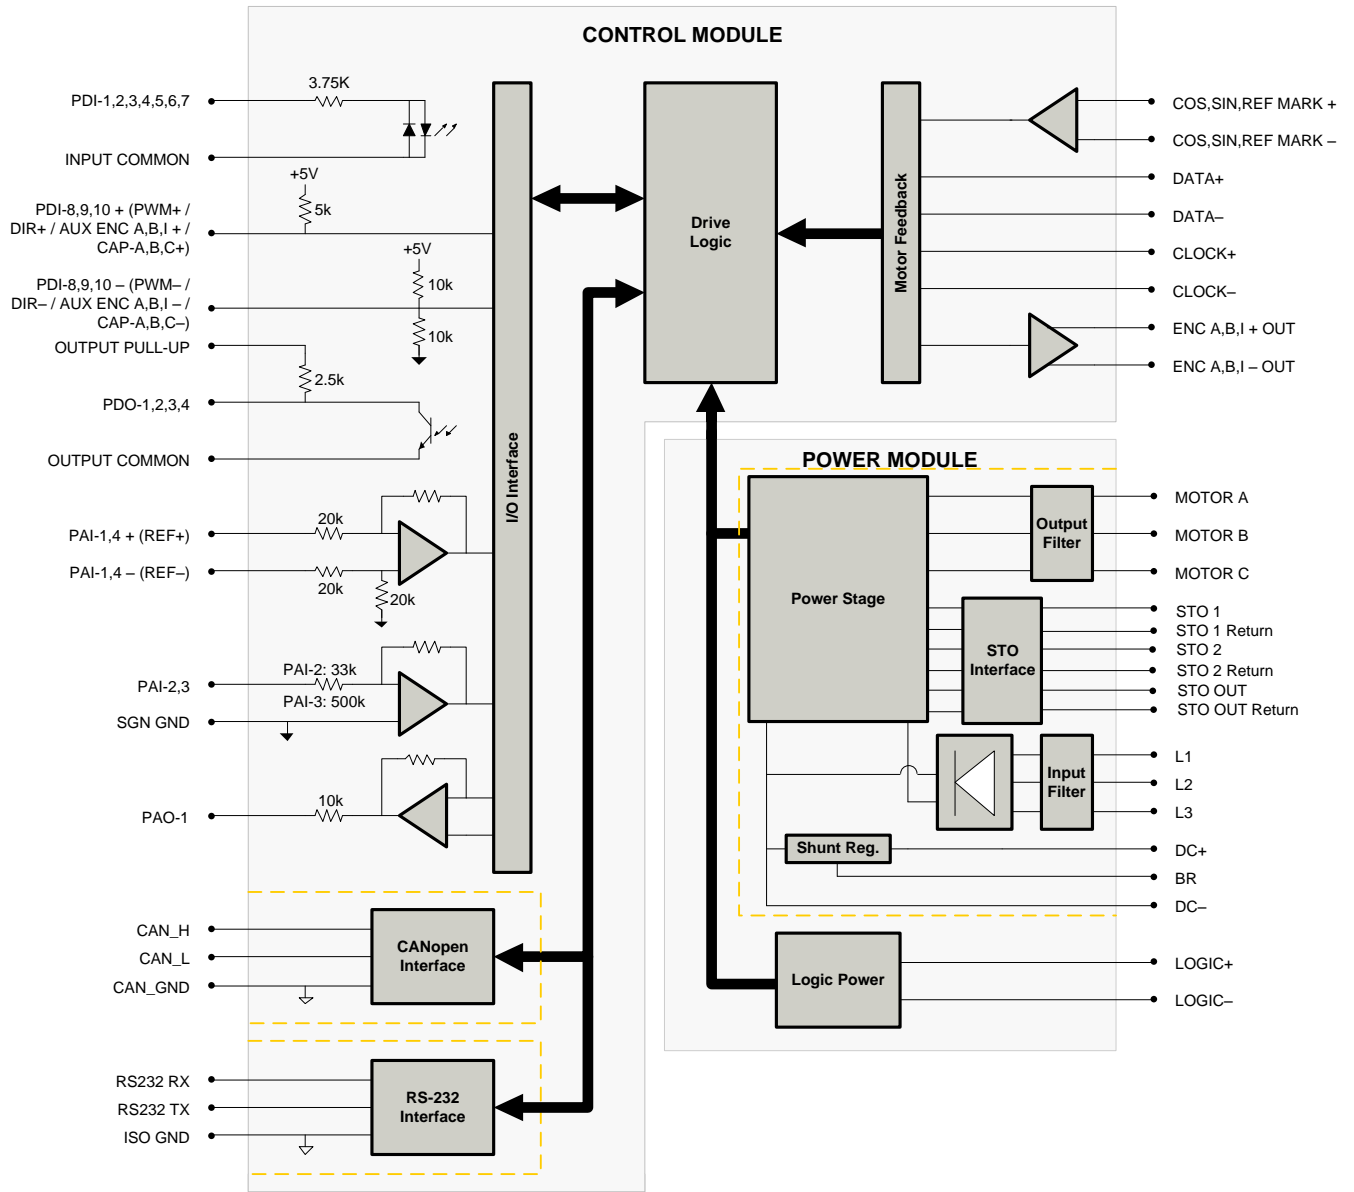 CONTROL MODULE
3.75K
PDI-1,2,3,4,5,6,7
INPUT COMMON
+5V
5k
PDI-8,9,10 + (PWM+ /
DIR+ / AUX ENC A,B,I + /
CAP-A,B,C+)
+5V
10k
PDI-8,9,10 – (PWM– /
DIR– / AUX ENC A,B,I – /
CAP-A,B,C–)
10k
OUTPUT PULL-UP
2.5k
PDO-1,2,3,4
OUTPUT COMMON
20k
PAI-1,4 + (REF+)
PAI-1,4 – (REF–)
20k
20k
PAI-2: 33k
PAI-2,3
PAI-3: 500k
SGN GND
10k
PAO-1
I/O Interface
CAN_H
CAN_L
CAN_GND
CANopen
Interface
RS232 RX
RS232 TX
ISO GND
RS-232
Interface
Drive
Logic
Motor Feedback
COS,SIN,REF MARK +
COS,SIN,REF MARK –
DATA+
DATA–
CLOCK+
CLOCK–
ENC A,B,I + OUT
ENC A,B,I – OUT
POWER MODULE
Power Stage
Output
Filter
MOTOR A
MOTOR B
MOTOR C
STO
Interface
STO 1
STO 1 Return
STO 2
STO 2 Return
STO OUT
STO OUT Return
Input
Filter
L1
L2
L3
Shunt Reg.
DC+
BR
DC–
Logic Power
LOGIC+
LOGIC–